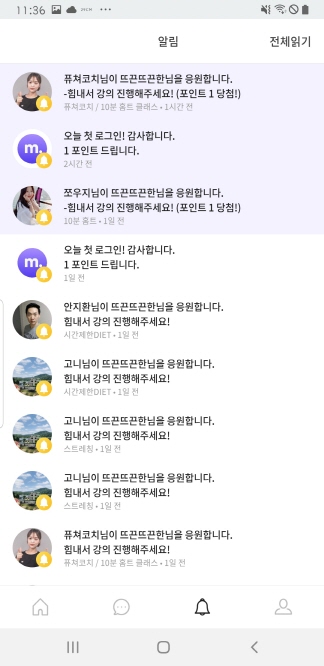 11:36
알림
전체읽기
퓨쳐코치님이 뜨끈뜨끈한님을 응원합니다.
-힘내서 강의 진행해주세요! (포인트 1 당첨!)
퓨쳐코치 / 10분 홈트 클래스 • 1시간 전
m.
오늘 첫 로그인! 감사합니다.
1 포인트 드립니다.
2시간 전
쪼우지님이 뜨끈뜨끈한님을 응원합니다.
-힘내서 강의 진행해주세요! (포인트 1 당첨!)
10분 홈트 • 1일 전
m.
오늘 첫 로그인! 감사합니다.
1 포인트 드립니다.
1일 전
안지환님이 뜨끈뜨끈한님을 응원합니다.
힘내서 강의 진행해주세요!
시간제한DIET • 1일 전
고니님이 뜨끈뜨끈한님을 응원합니다.
힘내서 강의 진행해주세요!
시간제한DIET • 1일 전
고니님이 뜨끈뜨끈한님을 응원합니다.
힘내서 강의 진행해주세요!
스트레칭 • 1일 전
고니님이 뜨끈뜨끈한님을 응원합니다.
힘내서 강의 진행해주세요!
스트레칭 • 1일 전
퓨쳐코치님이 뜨끈뜨끈한님을 응원합니다.
힘내서 강의 진행해주세요!
퓨쳐코치 / 10분 홈트 클래스 • 1일 전